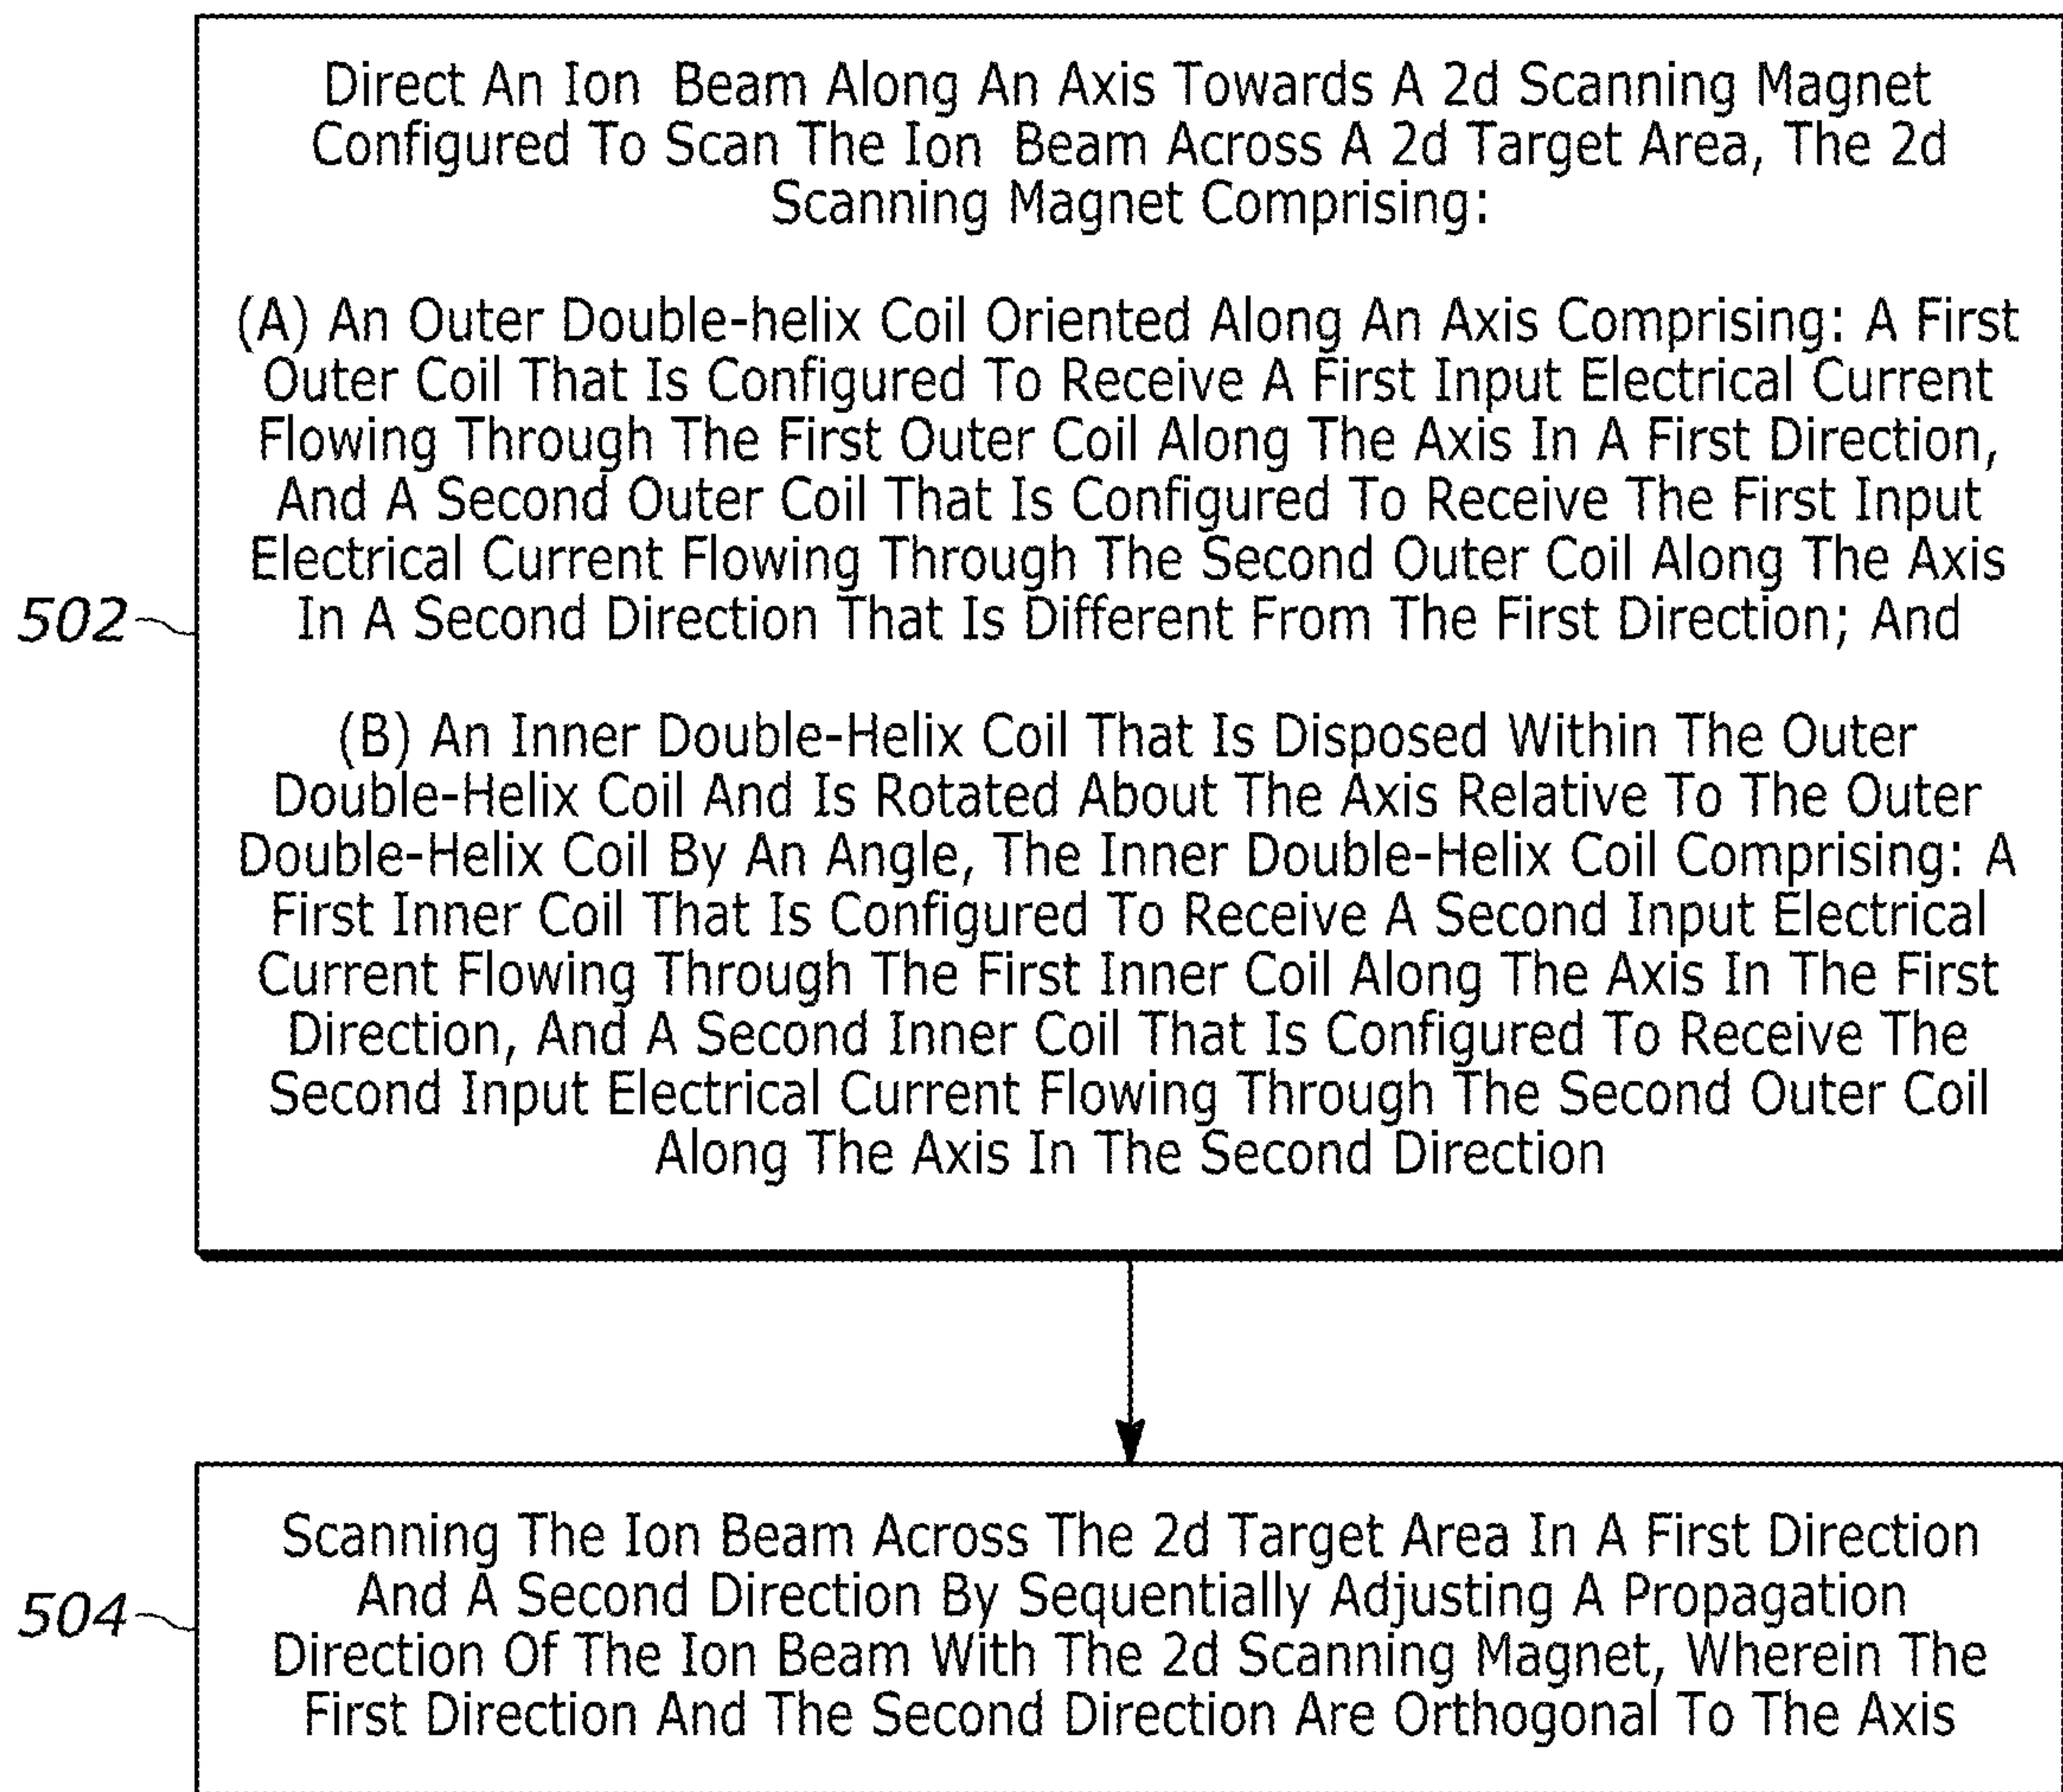 Direct An Ion Beam Along An Axis Towards A 2d Scanning Magnet
Configured To Scan The Ion Beam Across A 2d Target Area, The 2d
Scanning Magnet Comprising:
(A) An Outer Double-helix Coil Oriented Along An Axis Comprising: A First
Outer Coil That Is Configured To Receive A First Input Electrical Current
Flowing Through The First Outer Coil Along The Axis In A First Direction,
And A Second Outer Coil That Is Configured To Receive The First Input
Electrical Current Flowing Through The Second Outer Coil Along The Axis
In A Second Direction That Is Different From The First Direction; And
502
(B) An Inner Double-Helix Coil That Is Disposed Within The Outer
Double-Helix Coil And Is Rotated About The Axis Relative To The Outer
Double-Helix Coil By An Angle, The Inner Double-Helix Coil Comprising: A
First Inner Coil That Is Configured To Receive A Second Input Electrical
Current Flowing Through The First Inner Coil Along The Axis In The First
Direction, And A Second Inner Coil That Is Configured To Receive The
Second Input Electrical Current Flowing Through The Second Outer Coil
Along The Axis In The Second Direction
Scanning The Ion Beam Across The 2d Target Area In A First Direction
And A Second Direction By Sequentially Adjusting A Propagation
504
Direction Of The Ion Beam With The 2d Scanning Magnet, Wherein The
First Direction And The Second Direction Are Orthogonal To The Axis